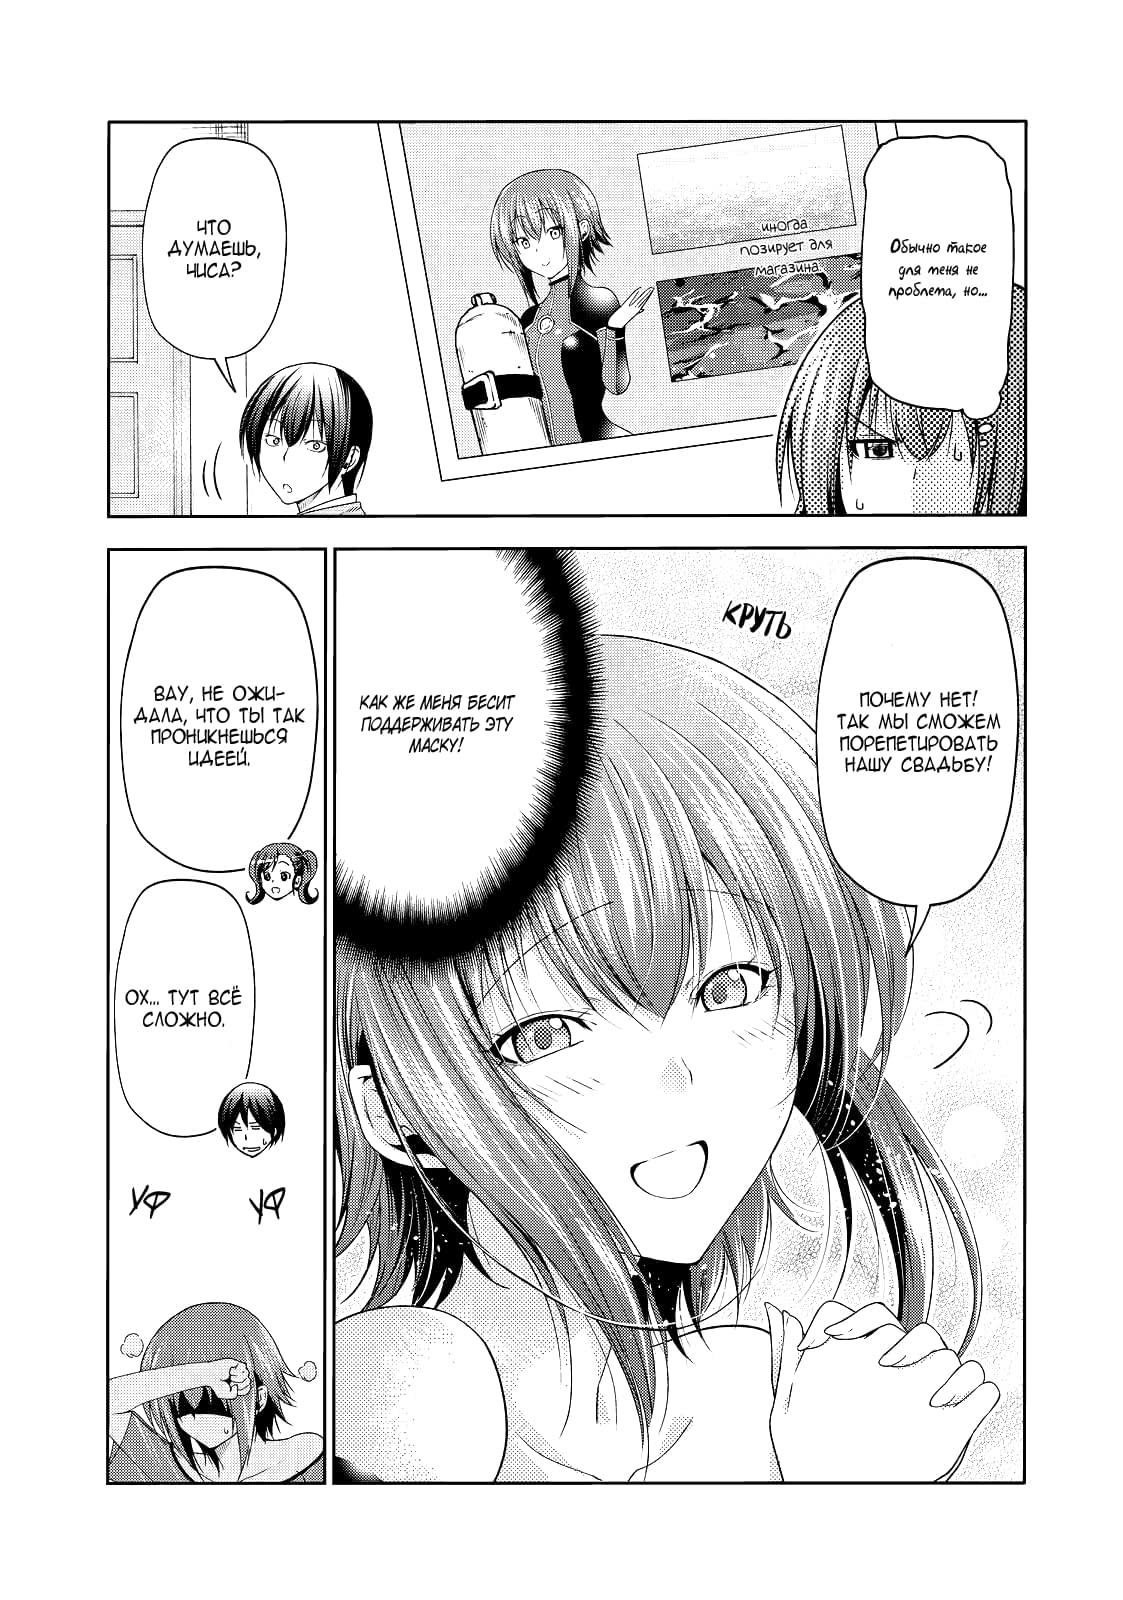 Обычно такое
для меня не
проблема, но...
иногда
позирует для
магазина
ЧТО
ДУМАЕШЬ,
ЧИСА?
ПОЧЕМУ НЕТ!
ТАК МЫ СМОЖЕМ
ПОРЕПЕТИРОВАТЬ
НАШУ СВАДЬБУ!
КРУТЬ
КАК ЖЕ МЕНЯ БЕСИТ
ПОДДЕРЖИВАТЬ ЭТУ
МАСКУ!
ВАУ, НЕ ОЖИ-
ДАЛА, ЧТО ТЫ ТАК
ПРОНИКНЕШЬСЯ
ИДЕЕЙ.
ОХ... ТУТ ВСЁ
СЛОЖНО.
УФ
УФ